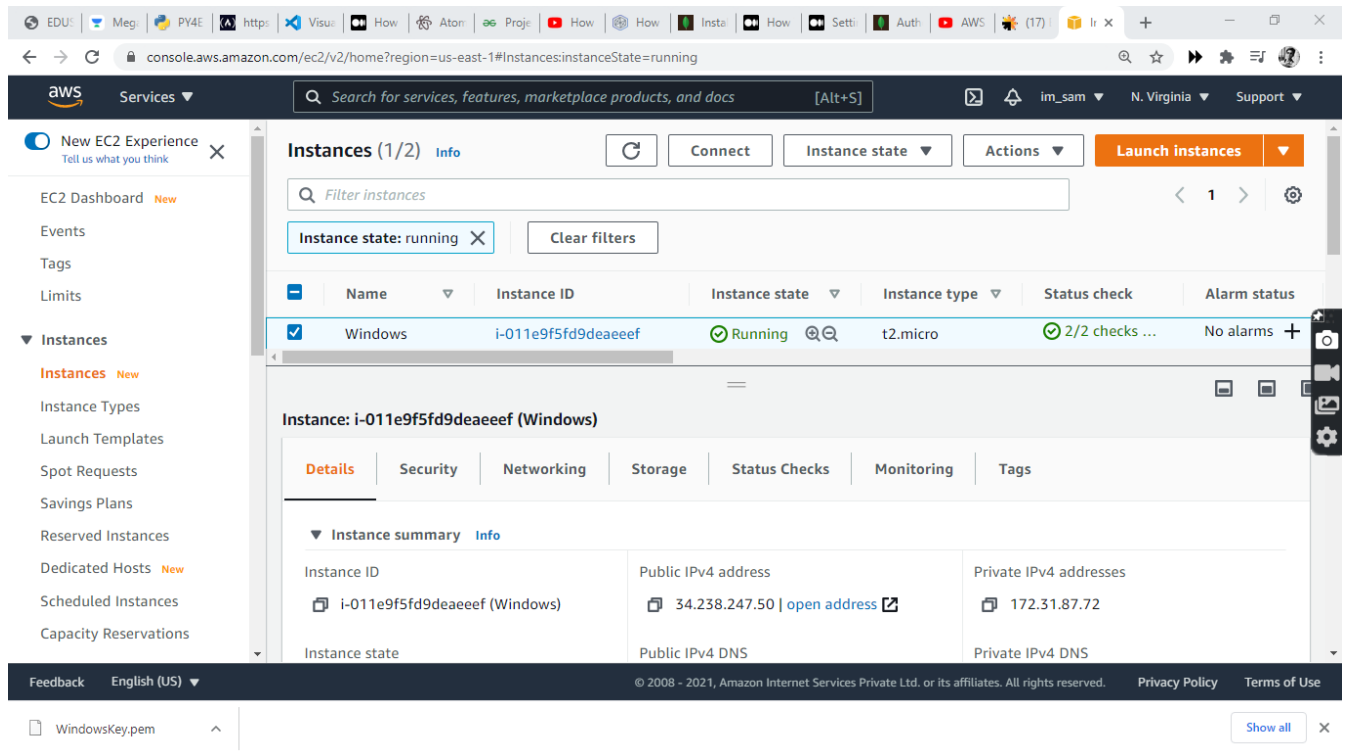 EDUS
Mega
PY4E
https
Visua
How
Atom
Proje
How
How
Insta
How
Setti
Auth
AWS
(17)
console.aws.amazon.com/ec2/v2/home?region=us-east-1#Instances:instanceState=running
aws
Services
Search for services, features, marketplace products, and docs [Alt+S]
im_sam
N. Virginia
Support
New EC2 Experience
Tell us what you think
EC2 Dashboard New
Events
Tags
Limits
Instances
Instances New
Instance Types
Launch Templates
Spot Requests
Savings Plans
Reserved Instances
Dedicated Hosts New
Scheduled Instances
Capacity Reservations
Instances (1/2) Info
Connect
Instance state
Actions
Launch instances
Filter instances
1
Instance state: running
Clear filters
Name Instance ID Instance state Instance type Status check Alarm status
Windows i-011e9f5fd9deaeeef Running t2.micro 2/2 checks ... No alarms
Instance: i-011e9f5fd9deaeeef (Windows)
Details Security Networking Storage Status Checks Monitoring Tags
Instance summary Info
Instance ID Public IPv4 address Private IPv4 addresses
i-011e9f5fd9deaeeef (Windows) 34.238.247.50 | open address 172.31.87.72
Instance state Public IPv4 DNS Private IPv4 DNS
Feedback English (US) © 2008 - 2021, Amazon Internet Services Private Ltd. or its affiliates. All rights reserved. Privacy Policy Terms of Use
WindowsKey.pem
Show all